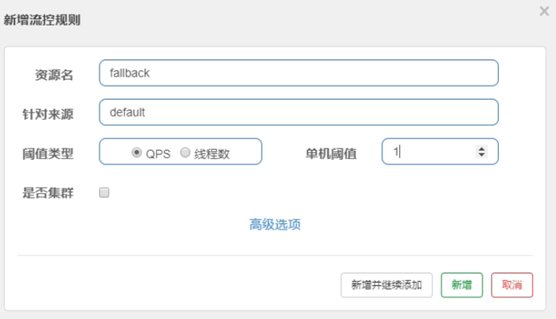 新增流控规则
×
资源名 fallback
针对来源 default
阈值类型 QPS 线程数 单机阈值 1
是否集群
高级选项
新增并继续添加 新增 取消